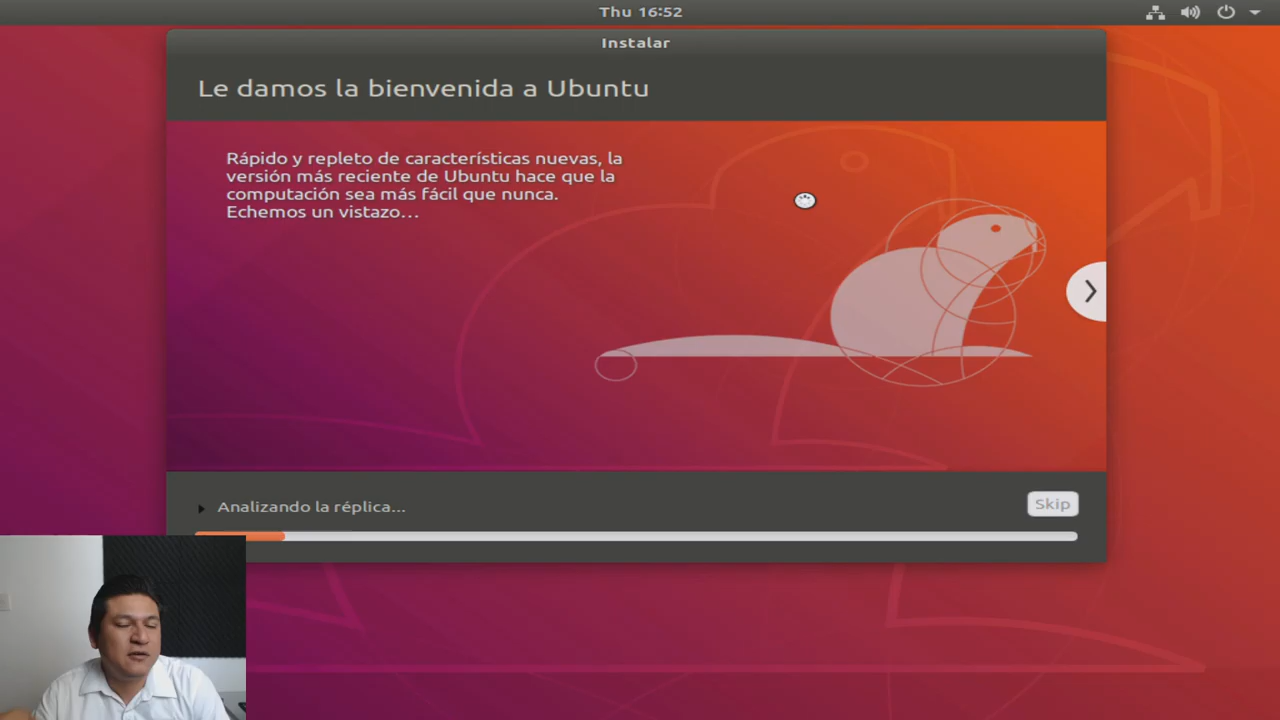 Thu 16:52
Instalar
Le damos la bienvenida a Ubuntu
Rápido y repleto de características nuevas, la
versión más reciente de Ubuntu hace que la
computación sea más fácil que nunca.
Echemos un vistazo...
Analizando la réplica...
Skip